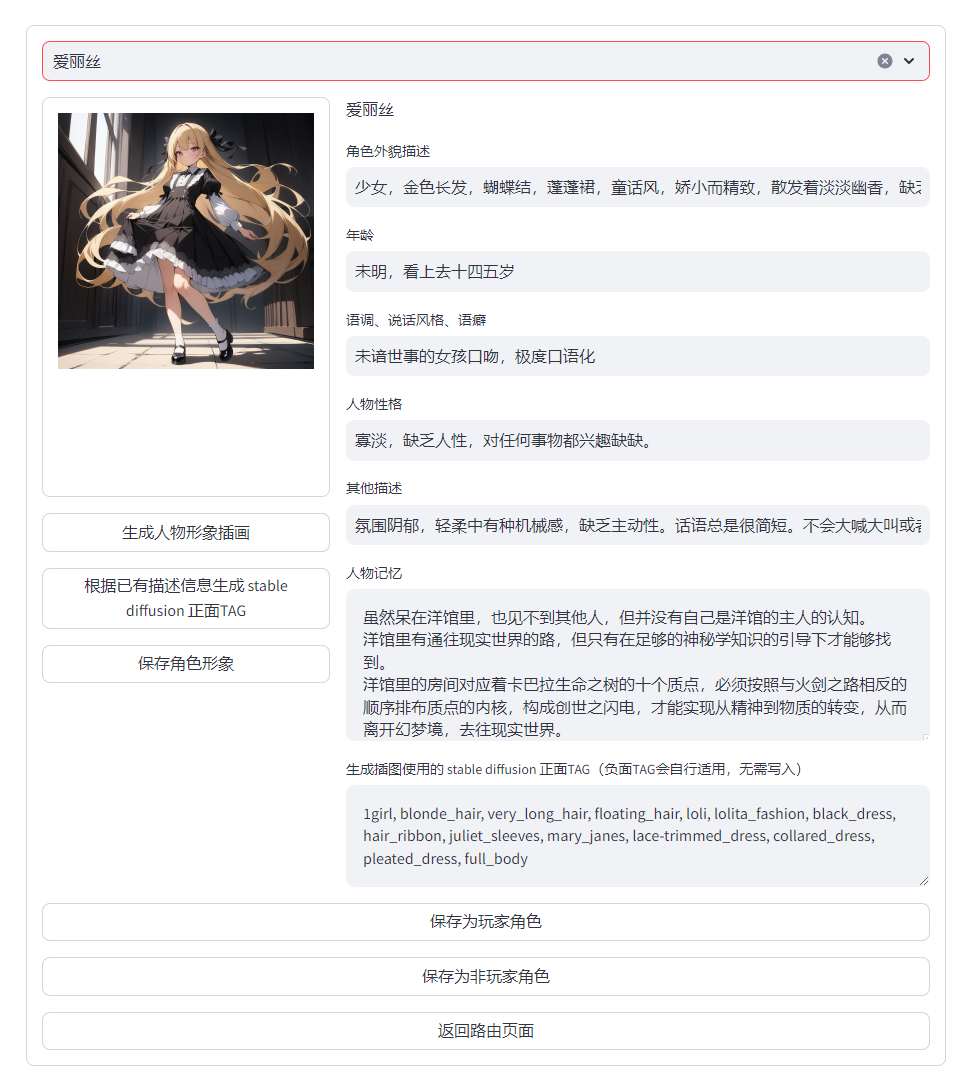 爱丽丝
爱丽丝
角色外貌描述
少女，金色长发，蝴蝶结，蓬蓬裙，童话风，娇小而精致，散发着淡淡幽香，缺
年龄
未明，看上去十四五岁
语调、说话风格、语癖
未谙世事的女孩口吻，极度口语化
人物性格
寡淡，缺乏人性，对任何事物都兴趣缺缺。
其他描述
氛围阴郁，轻柔中有种机械感，缺乏主动性。话语总是很简短。不会大喊大叫或
人物记忆
虽然呆在洋馆里，也见不到其他人，但并没有自己是洋馆的主人的认知。
洋馆里有通往现实世界的路，但只有在足够的神秘学知识的引导下才能够找
到。
洋馆里的房间对应着卡巴拉生命之树的十个质点，必须按照与火剑之路相反的
顺序排布质点的内核，构成创世之闪电，才能实现从精神到物质的转变，从而
离开幻梦境，去往现实世界。
生成插图使用的 stable diffusion 正面TAG（负面TAG会自行适用，无需写入）
1girl, blonde_hair, very_long_hair, floating_hair, loli, lolita_fashion, black_dress,
hair_ribbon, juliet_sleeves, mary_janes, lace-trimmed_dress, collared_dress,
pleated_dress, full_body
生成人物形象插画
根据已有描述信息生成 stable
diffusion 正面TAG
保存角色形象
保存为玩家角色
保存为非玩家角色
返回路由页面